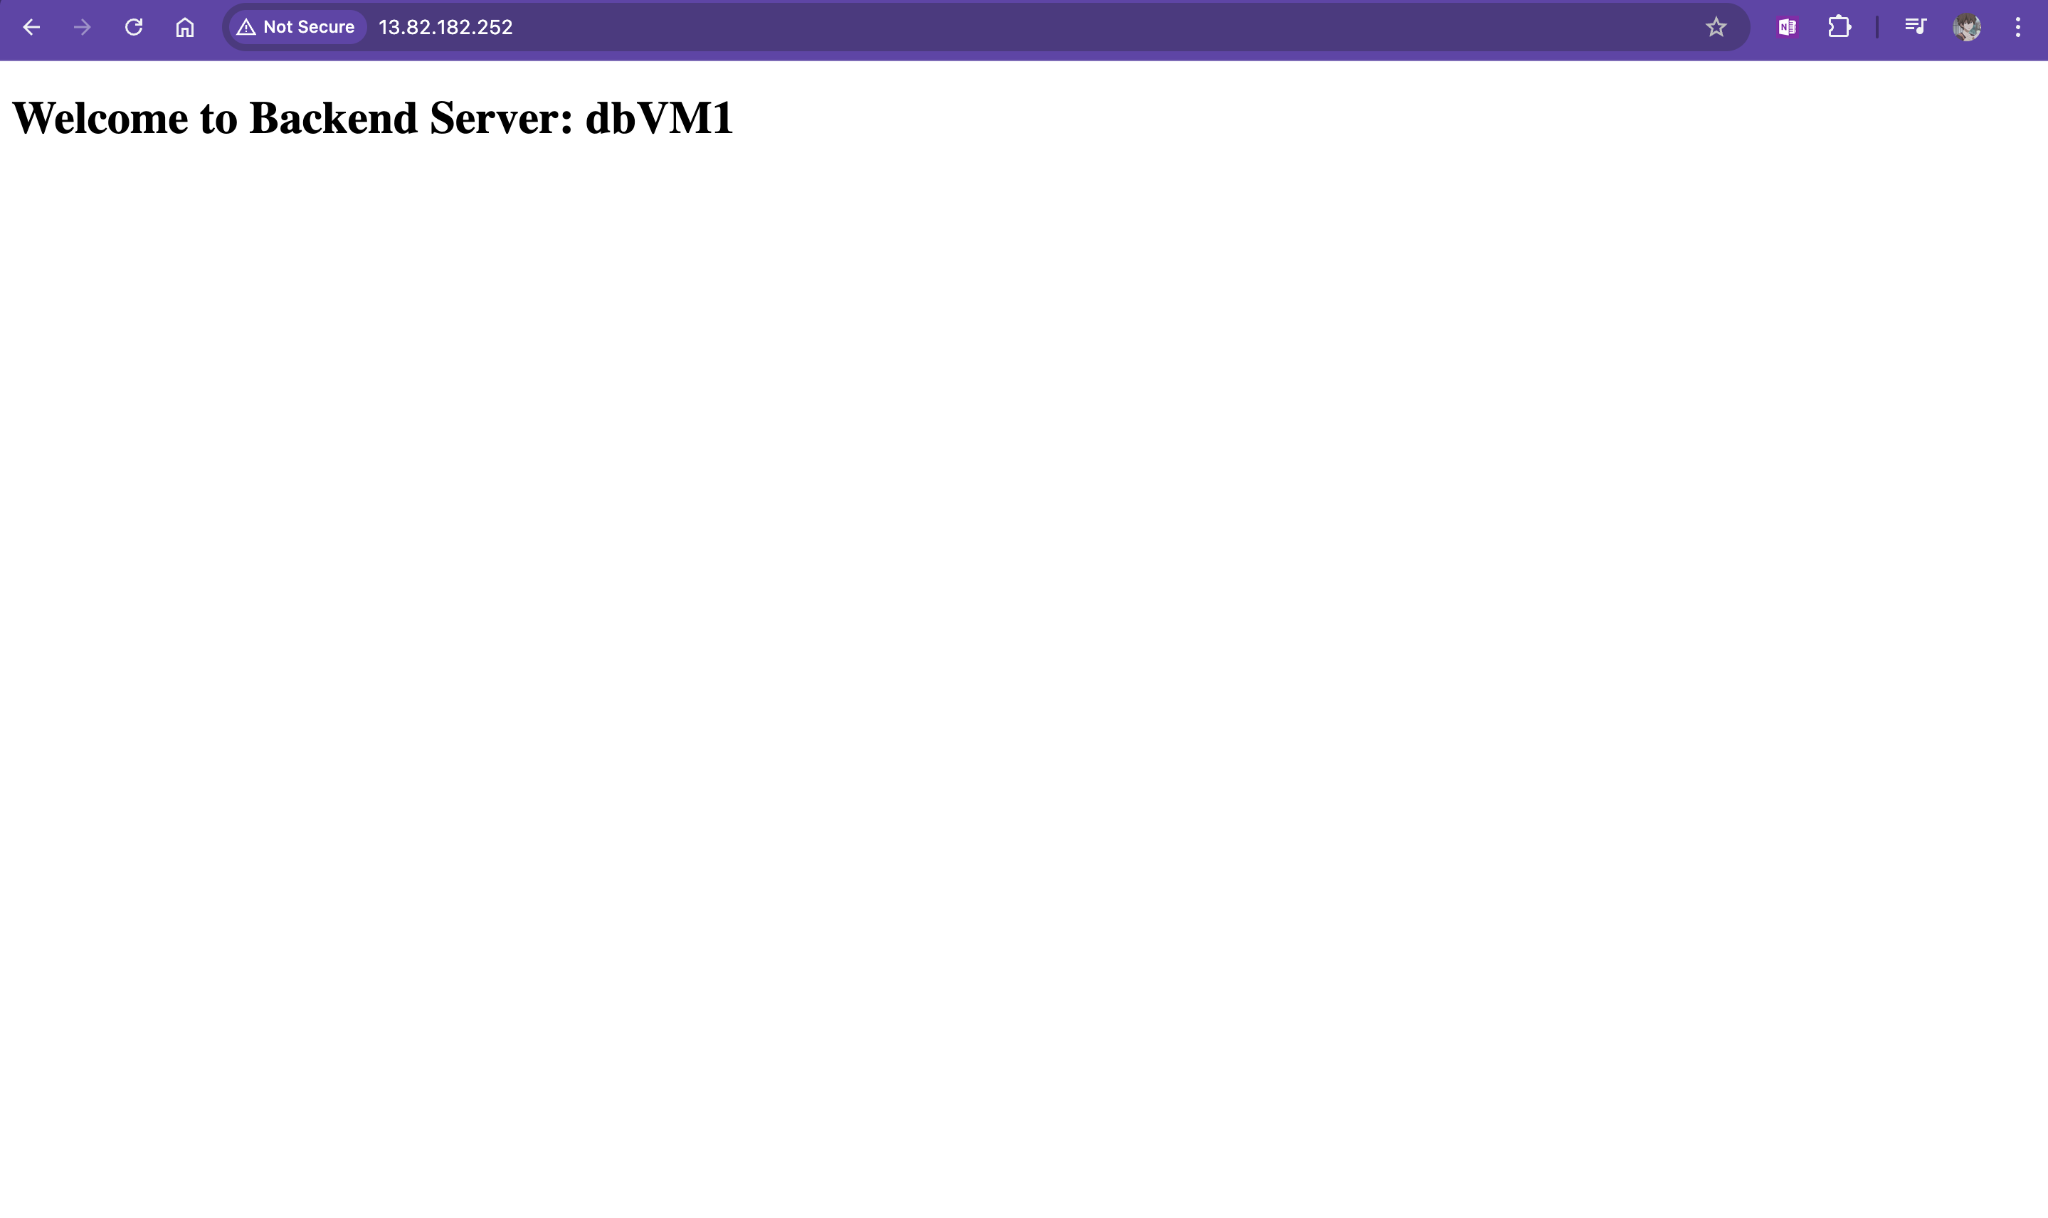 Not Secure 13.82.182.252
Welcome to Backend Server: dbVM1